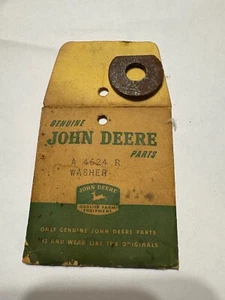 GENUINE
JOHN DEERE
PARTS
A 4624 R
WASHER
JOHN DEERE
QUALITY FARM
EQUIPMENT
ONLY GENUINE JOHN DEERE PARTS
FIT AND WEAR LIKE THE ORIGINALS